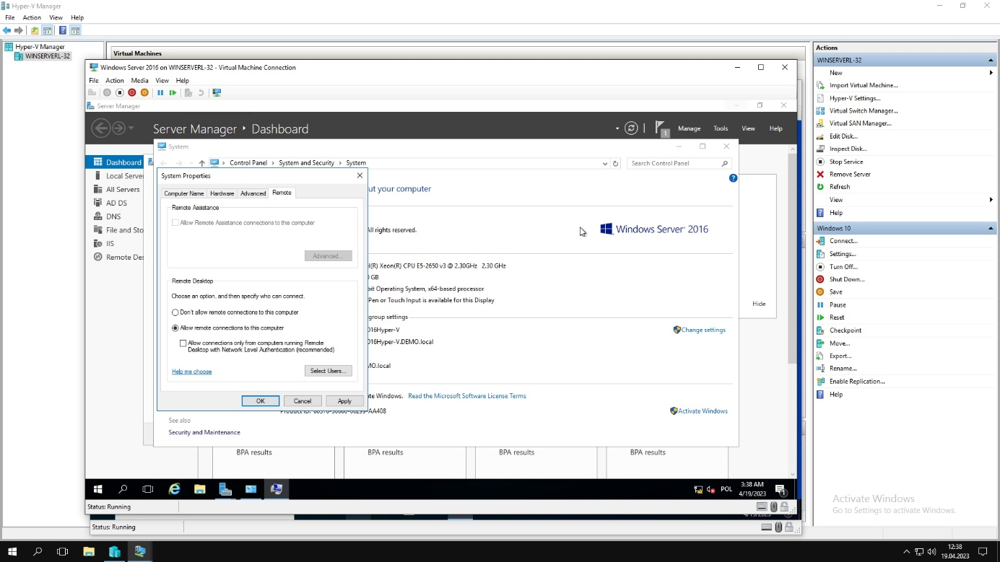 Hyper-V Manager
File Action View Help
Hyper-V Manager
WINSERVERL-32
Virtual Machines
Windows Server 2016 on WINSERVERL-32 - Virtual Machine Connection
File Action Media View Help
Server Manager
Server Manager Dashboard
1
Manage Tools View Help
Dashboard
Local Serve
All Servers
AD DS
DNS
File and Sto
IIS
Remote Des
System
Control Panel > System and Security > System
Search Control Panel
System Properties
Computer Name Hardware Advanced Remote
Remote Assistance
Allow Remote Assistance connections to this computer
Advanced...
Remote Desktop
Choose an option, and then specify who can connect.
Don't allow remote connections to this computer
Allow remote connections to this computer
Allow connections only from computers running Remote
Desktop with Network Level Authentication (recommended)
Help me choose
Select Users...
OK Cancel Apply
ut your computer
All rights reserved.
Windows Server 2016
(R) Xeon(R) CPU E5-2650 v3 @ 2.30GHz 2.30 GHz
GB
bit Operating System, x64-based processor
Pen or Touch Input is available for this Display
group settings
016Hyper-V
Change settings
016Hyper-V.DEMO.local
MO.local
te Windows. Read the Microsoft Software License Terms
AA408
Activate Windows
See also
Security and Maintenance
Hide
BPA results BPA results BPA results BPA results
POL
3:38 AM
4/19/2023
1
Status: Running
Status: Running
Actions
WINSERVERL-32
New
Import Virtual Machine...
Hyper-V Settings...
Virtual Switch Manager...
Virtual SAN Manager...
Edit Disk...
Inspect Disk...
Stop Service
Remove Server
Refresh
View
Help
Windows 10
Connect...
Settings...
Turn Off...
Shut Down...
Save
Pause
Reset
Checkpoint
Move...
Export...
Rename...
Enable Replication...
Help
Activate Windows
Go to Settings to activate Windows.
12:38
19.04.2023